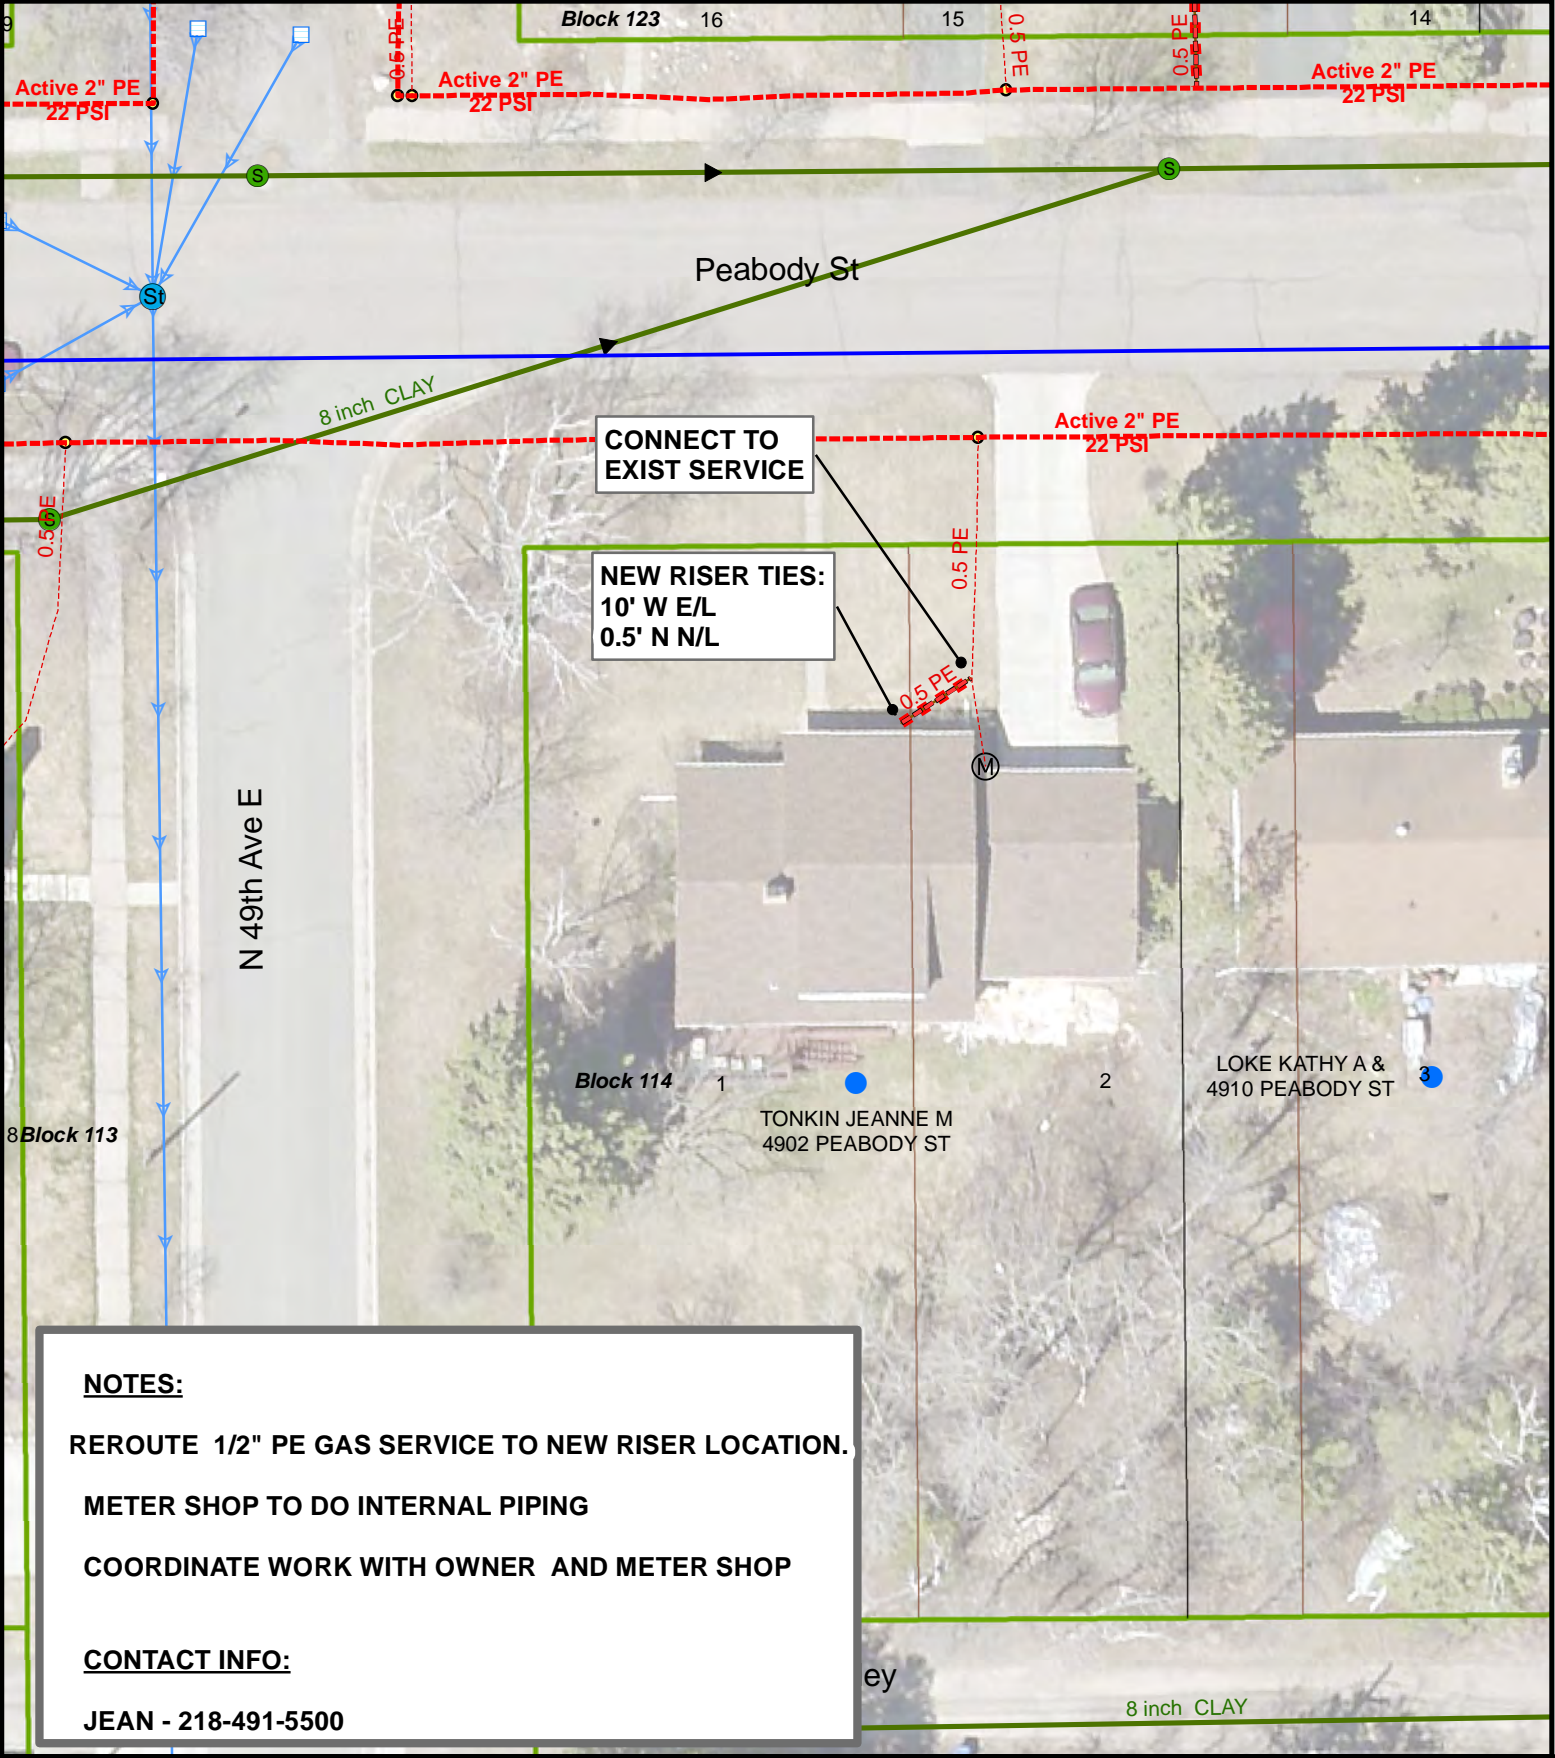 9
Block 123
16
15
14
0.5 PE
0.5 PE
0.5 PE
Active 2" PE
22 PSI
Active 2" PE
22 PSI
Active 2" PE
22 PSI
S
S
Peabody St
St
8 inch CLAY
CONNECT TO
EXIST SERVICE
Active 2" PE
22 PSI
0.5 PE
S
0.5 PE
NEW RISER TIES:
10' W E/L
0.5' N N/L
0.5 PE
M
N 49th Ave E
Block 114
1
2
3
LOKE KATHY A &
4910 PEABODY ST
TONKIN JEANNE M
4902 PEABODY ST
8
Block 113
NOTES:
REROUTE 1/2" PE GAS SERVICE TO NEW RISER LOCATION.
METER SHOP TO DO INTERNAL PIPING
COORDINATE WORK WITH OWNER AND METER SHOP
CONTACT INFO:
JEAN - 218-491-5500
ey
8 inch CLAY